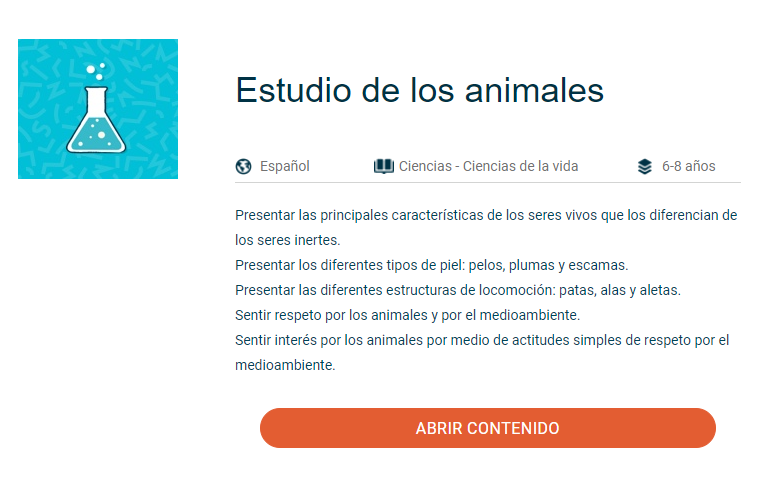 Estudio de los animales
Español
Ciencias - Ciencias de la vida
6-8 años
Presentar las principales características de los seres vivos que los diferencian de
los seres inertes.
Presentar los diferentes tipos de piel: pelos, plumas y escamas.
Presentar las diferentes estructuras de locomoción: patas, alas y aletas.
Sentir respeto por los animales y por el medioambiente.
Sentir interés por los animales por medio de actitudes simples de respeto por el
medioambiente.
ABRIR CONTENIDO